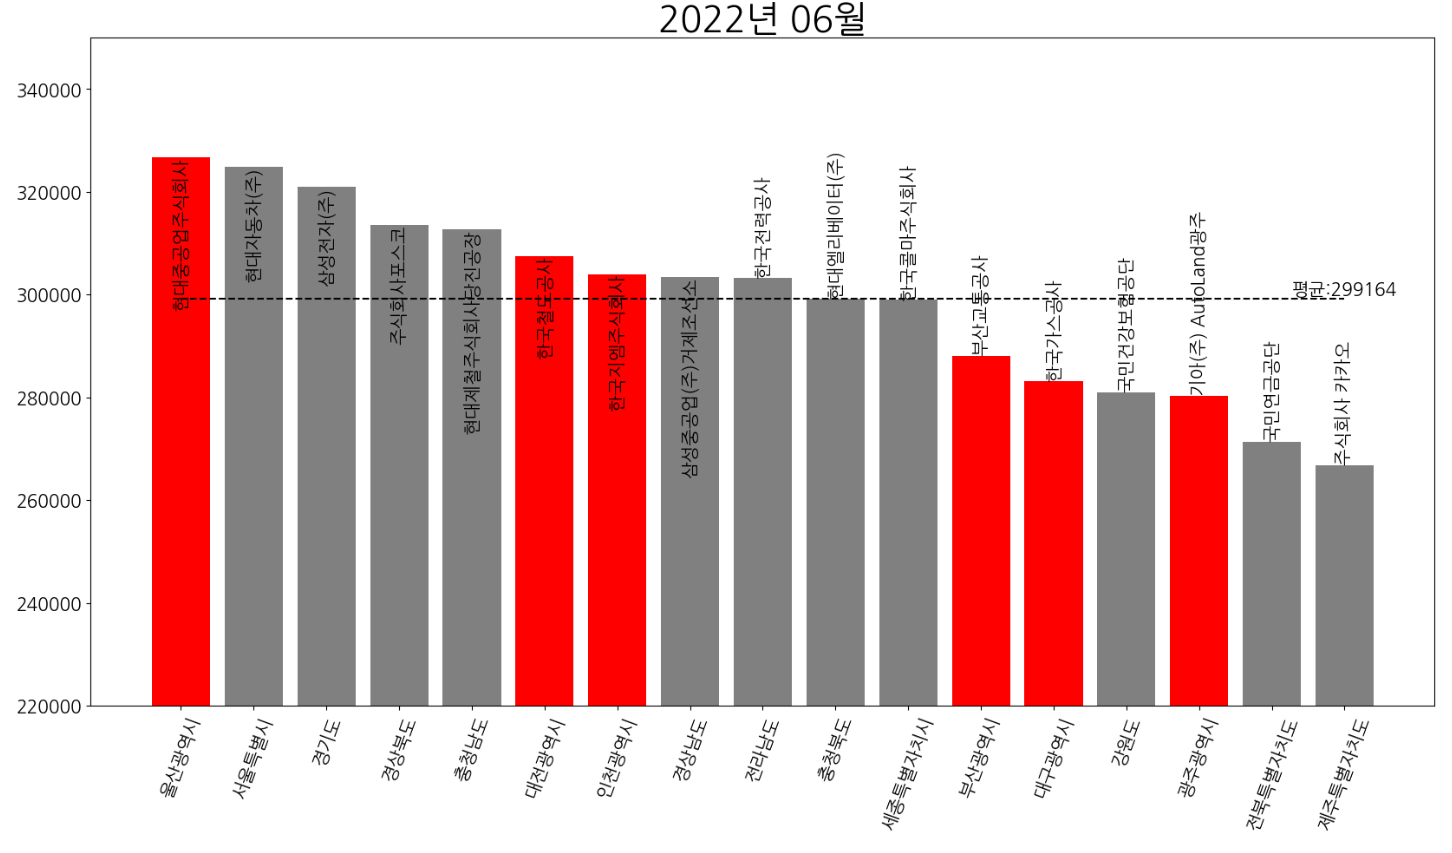 2022년 06월
340000
320000
300000
280000
260000
240000
220000
현대중공업주식회사
현대자동차(주)
삼성전자(주)
주식회사포스코
현대제철주식회사당진공장
한국철도공사
한국지엠주식회사
삼성중공업(주)거제조선소
한국전력공사
현대엘리베이터(주)
한국콜마주식회사
부산교통공사
한국가스공사
국민건강보험공단
기아(주) AutoLand광주
국민연금공단
주식회사 카카오
평균:299164
울산광역시
서울특별시
경기도
경상북도
충청남도
대전광역시
인천광역시
경상남도
전라남도
충청북도
세종특별자치시
부산광역시
대구광역시
강원도
광주광역시
전북특별자치도
제주특별자치도